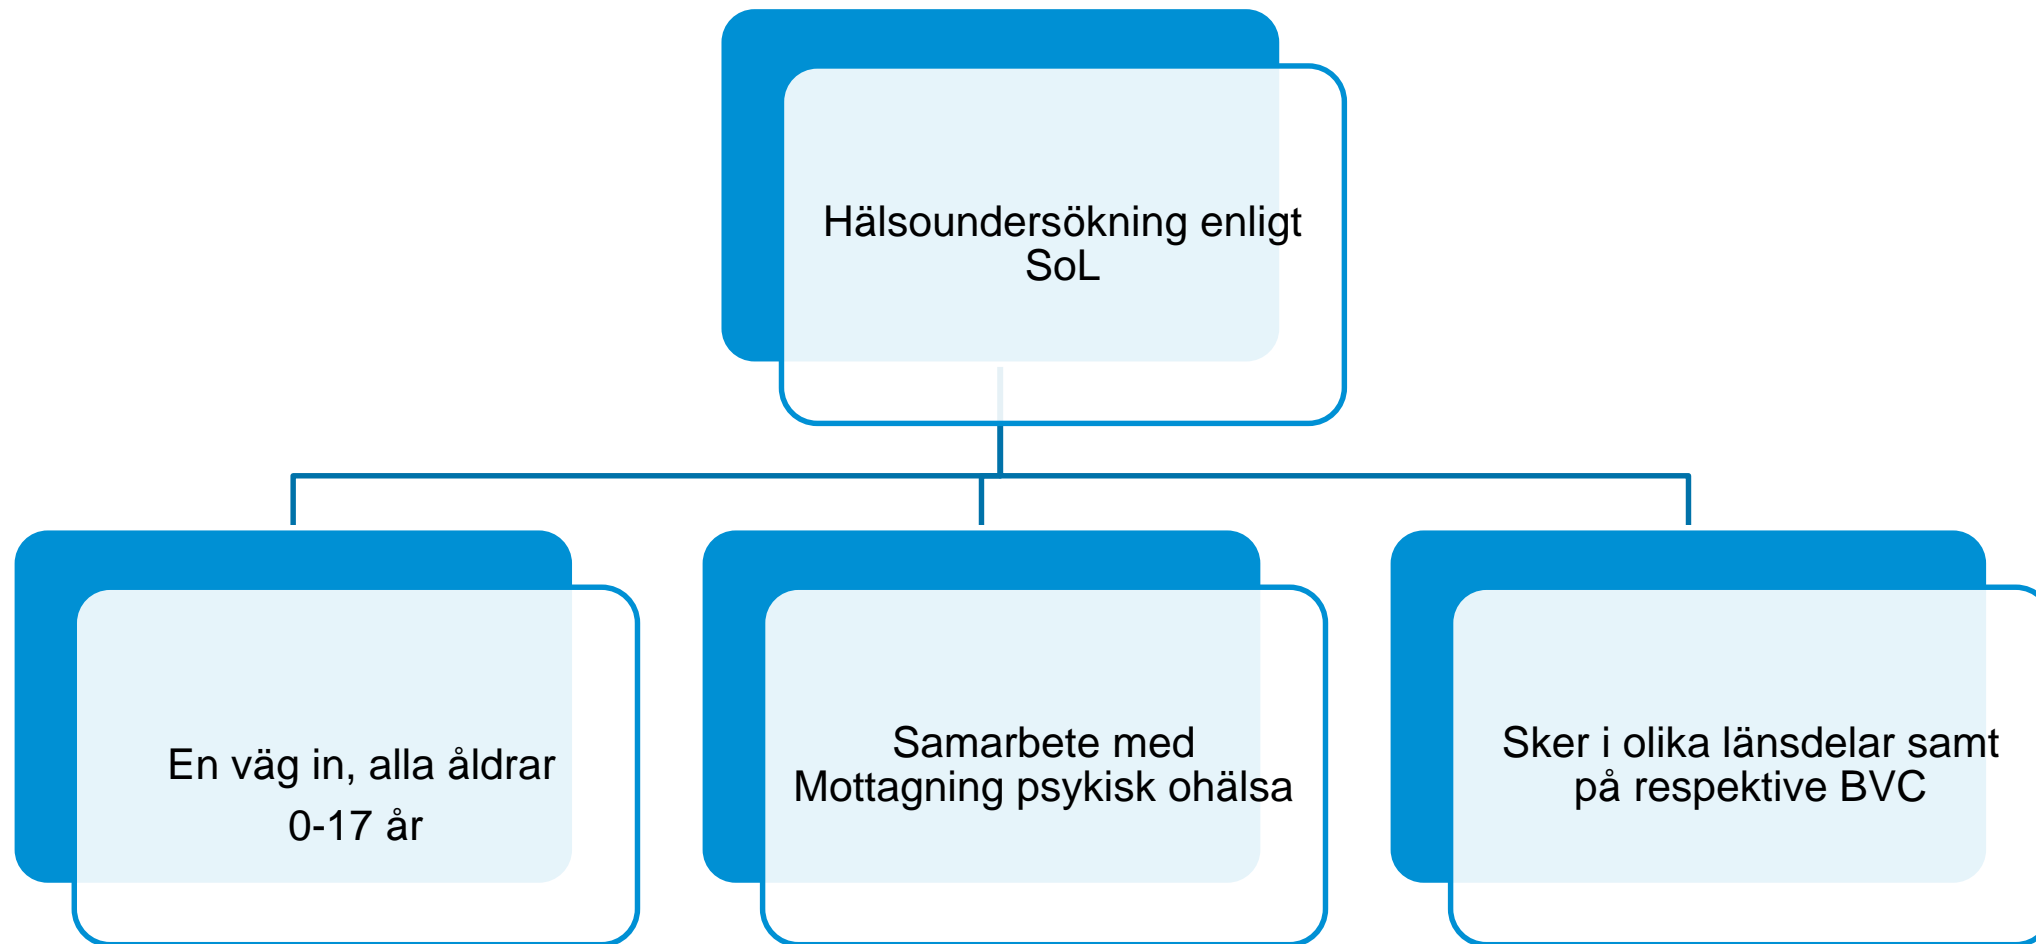 Hälsoundersökning enligt
SoL
En väg in, alla åldrar
0-17 år
Samarbete med
Mottagning psykisk ohälsa
Sker i olika länsdelar samt
på respektive BVC